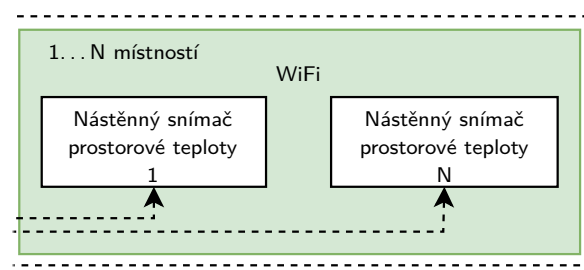 1...N místností
WiFi
Nástěnný snímač
prostorové teploty
1
Nástěnný snímač
prostorové teploty
N